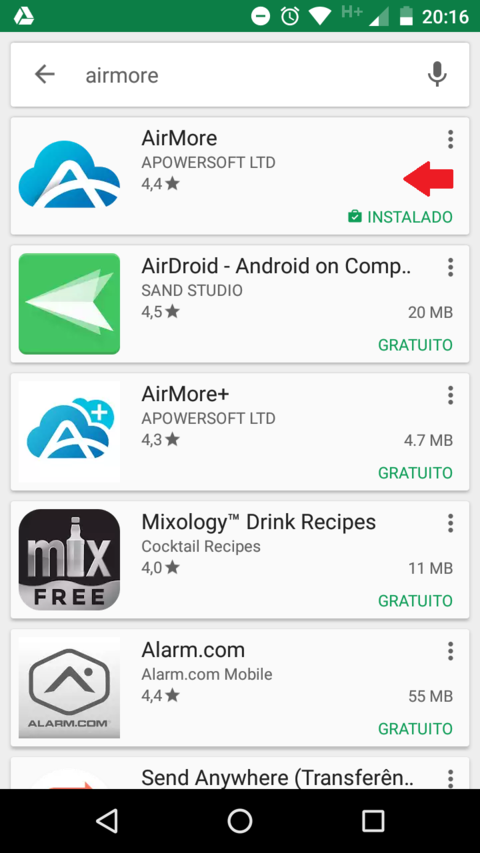 H+ 20:16
airmore
AirMore
APOWERSOFT LTD
4,4★
INSTALADO
AirDroid - Android on Comp..
SAND STUDIO
4,5★ 20 MB
GRATUITO
AirMore+
APOWERSOFT LTD
4,3★ 4.7 MB
GRATUITO
mix
FREE
Mixology™ Drink Recipes
Cocktail Recipes
4,0★ 11 MB
GRATUITO
ALARM.COM
Alarm.com
Alarm.com Mobile
4,4★ 55 MB
GRATUITO
Send Anywhere (Transferên..